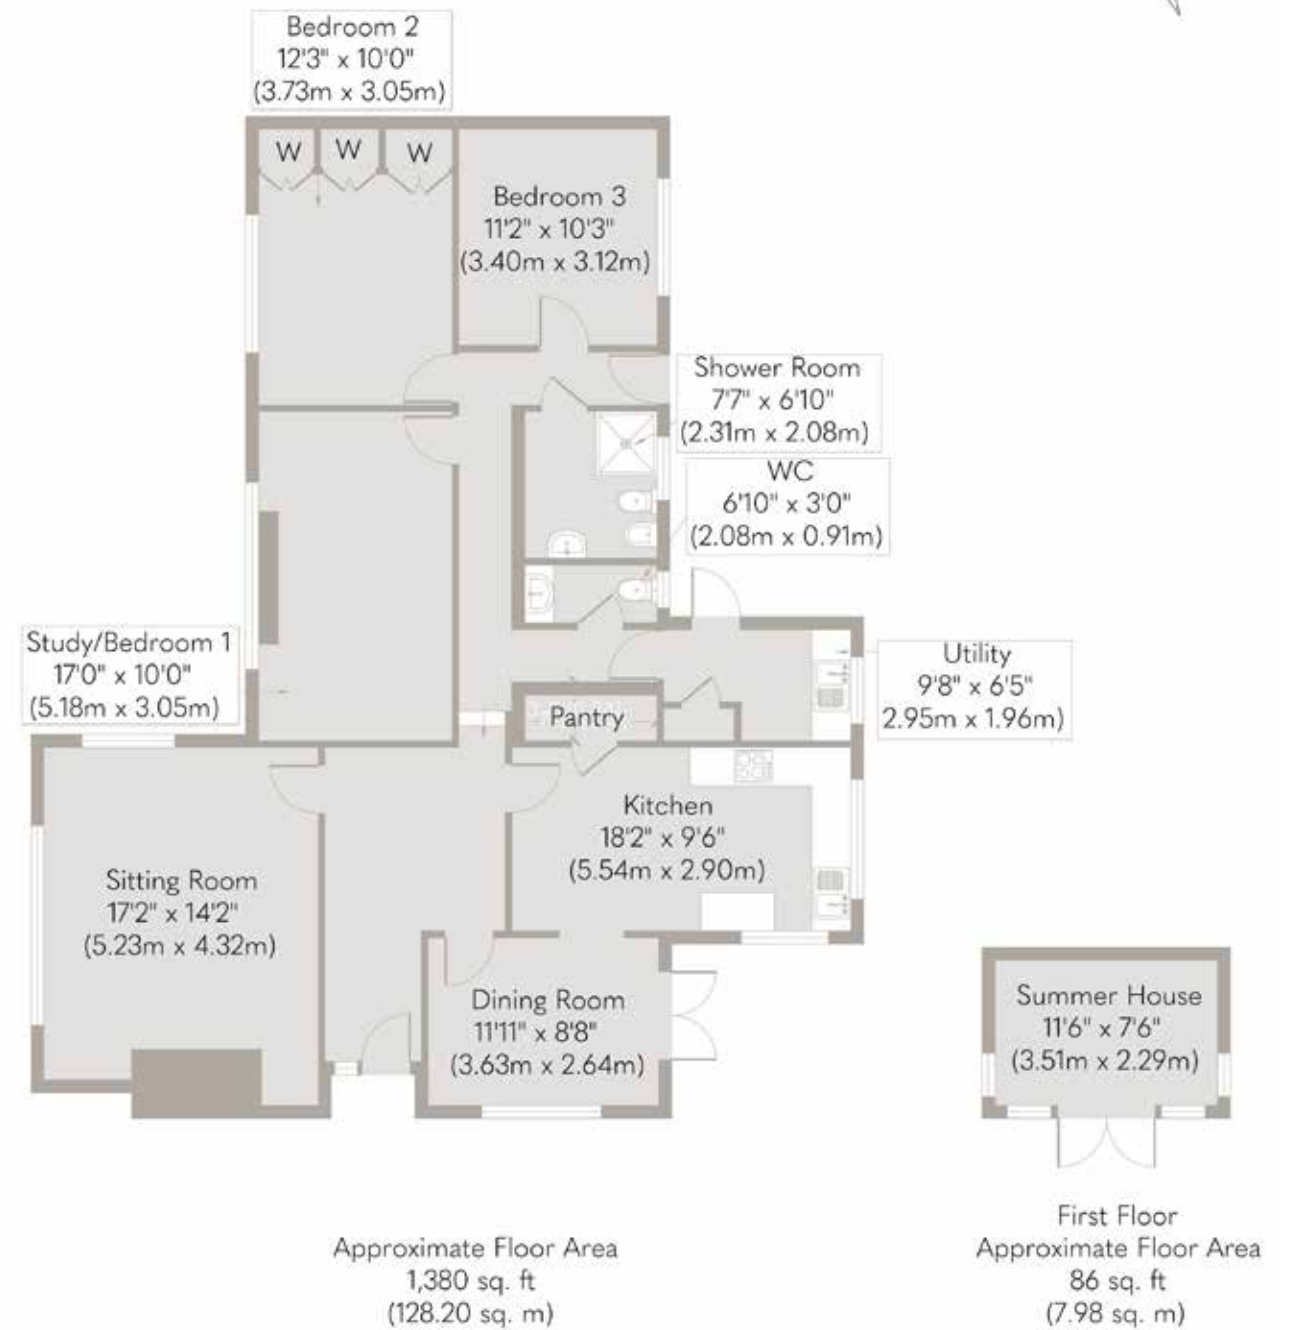 Bedroom 2
12'3" x 10'0"
(3.73m x 3.05m)
W
W
W
Bedroom 3
11'2" x 10'3"
(3.40m x 3.12m)
Shower Room
7'7" x 6'10"
(2.31m x 2.08m)
WC
6'10" x 3'0"
(2.08m x 0.91m)
Study/Bedroom 1
17'0" x 10'0"
(5.18m x 3.05m)
Utility
9'8" x 6'5"
2.95m x 1.96m)
Pantry
Kitchen
18'2" x 9'6"
(5.54m x 2.90m)
Sitting Room
17'2" x 14'2"
(5.23m x 4.32m)
Dining Room
11'11" x 8'8"
(3.63m x 2.64m)
Summer House
11'6" x 7'6"
(3.51m x 2.29m)
Approximate Floor Area
1,380 sq. ft
(128.20 sq. m)
First Floor
Approximate Floor Area
86 sq. ft
(7.98 sq. m)